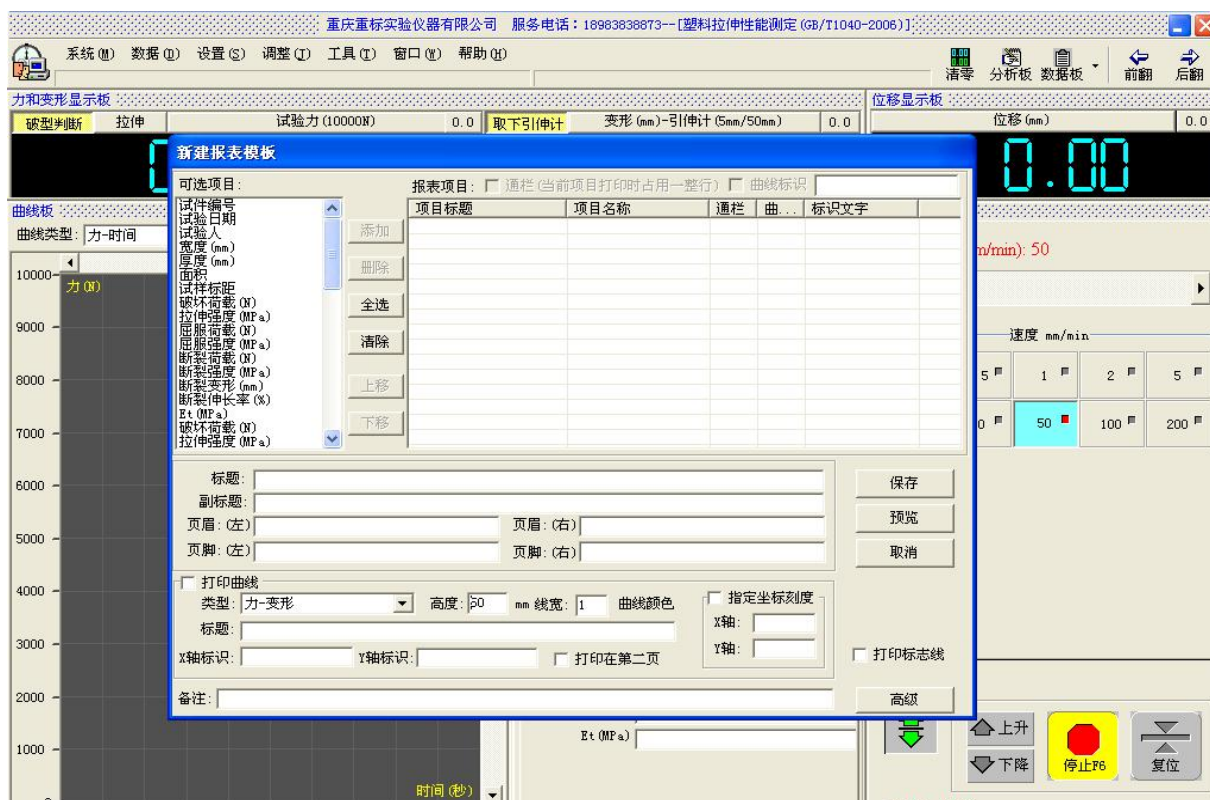 重庆重标实验仪器有限公司 服务电话：18983838873--[塑料拉伸性能测定(GB/T1040-2006)]
系统(M) 数据(D) 设置(S) 调整(J) 工具(T) 窗口(W) 帮助(H)
0.00
0.00
清零 分析板 数据板 前翻 后翻
力和变形显示板 位移显示板
破型判断 拉伸 试验力(10000N) 0.0 取下引伸计 变形(mm)-引伸计(5mm/50mm) 0.0 位移(mm) 0.0
0.00
曲线板
曲线类型: 力-时间
m/min): 50
力(N)
10000
9000
8000
7000
6000
5000
4000
3000
2000
1000
时间(秒)
新建报表模板
可选项目:
试件编号
试验日期
试验人
宽度(mm)
厚度(mm)
面积
试样标距
破坏荷载(N)
拉伸强度(MPa)
屈服荷载(N)
屈服强度(MPa)
断裂荷载(N)
断裂强度(MPa)
断裂变形(mm)
断裂伸长率(%)
Et(MPa)
破坏荷载(N)
拉伸强度(MPa)
添加
删除
全选
清除
上移
下移
报表项目: 通栏(当前项目打印时占用一整行) 曲线标识
项目标题 项目名称 通栏 曲... 标识文字
标题:
副标题:
页眉:(左) 页眉:(右)
页脚:(左) 页脚:(右)
保存
预览
取消
打印曲线
类型: 力-变形 高度: 50 mm 线宽: 1 曲线颜色
标题:
X轴标识: Y轴标识: 打印在第二页
指定坐标刻度
X轴:
Y轴:
打印标志线
备注: 高级
速度 mm/min
5 1 2 5
0 50 100 200
Et(MPa)
上升
下降
停止F6
复位